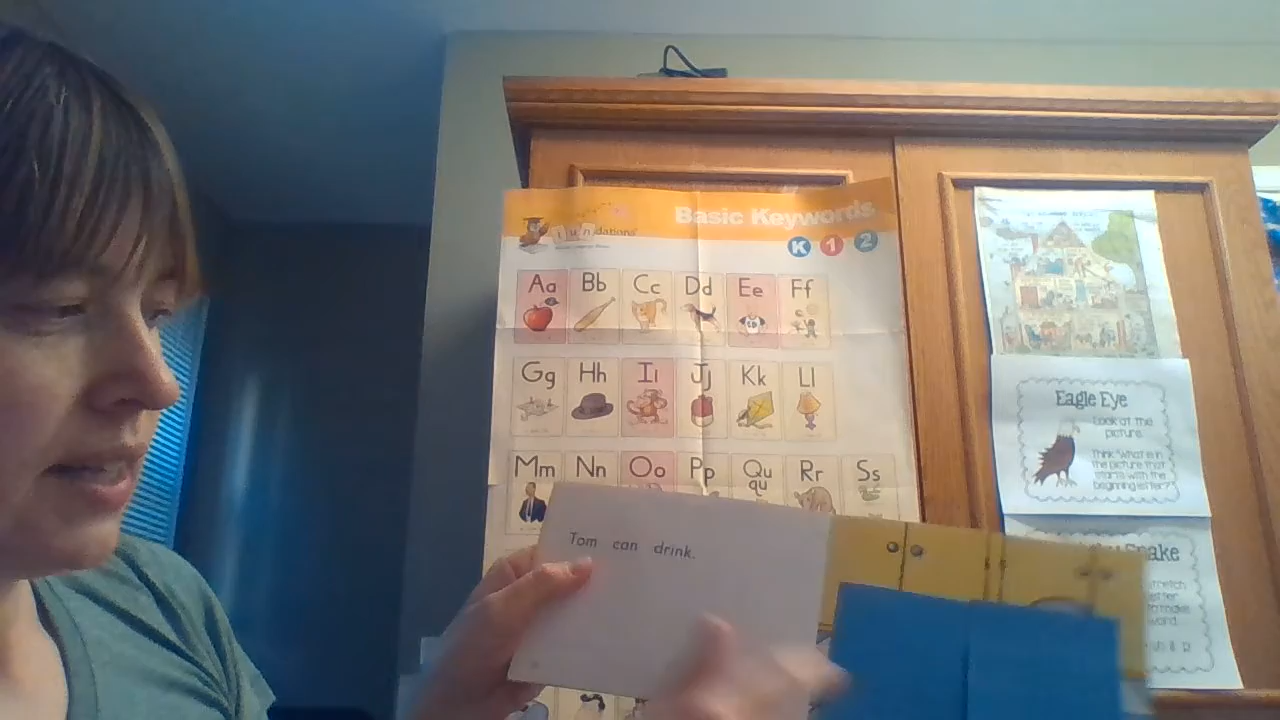 Basic Keywords
K 1 2
Aa Bb Cc Dd Ee Ff
Gg Hh Ii Jj Kk Ll
Mm Nn Oo Pp Qu Rr Ss
qu
Tom can drink.
Eagle Eye
Look at the
picture.
Think "What is in
the picture that
starts with the
beginning letter?"